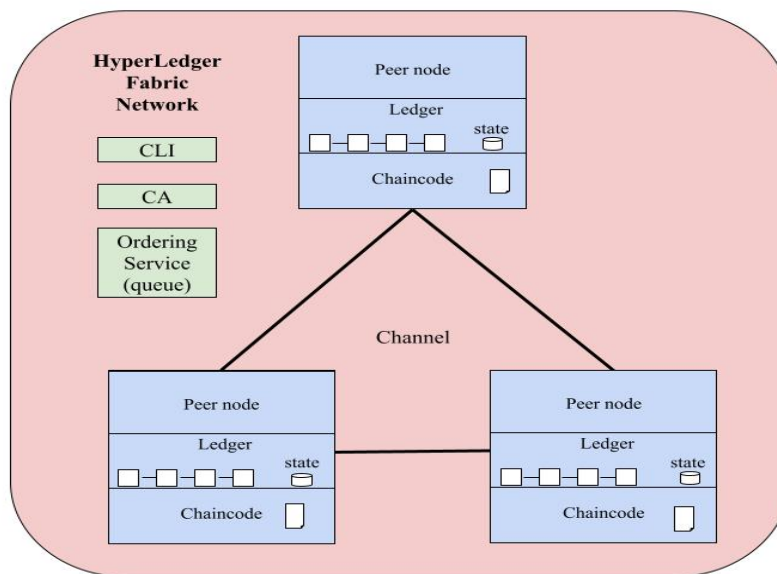 HyperLedger
Fabric
Network
CLI
CA
Ordering
Service
(queue)
Peer node
Ledger
state
Chaincode
Channel
Peer node
Ledger
state
Chaincode
Peer node
Ledger
state
Chaincode